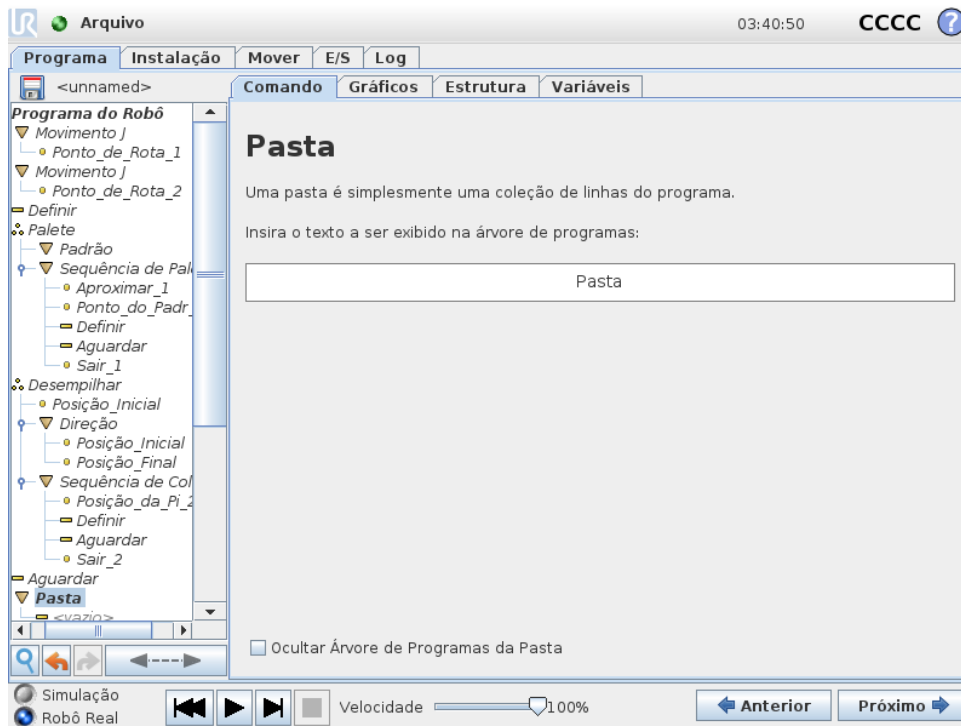 UR Arquivo 03:40:50 CCCC ?
Programa Instalação Mover E/S Log
<unnamed> Comando Gráficos Estrutura Variáveis
Programa do Robô
Movimento J
Ponto_de_Rota_1
Movimento J
Ponto_de_Rota_2
Definir
Palete
Padrão
Sequência de Pal
Aproximar_1
Ponto_do_Padr_
Definir
Aguardar
Sair_1
Desempilhar
Posição_Inicial
Direção
Posição_Inicial
Posição_Final
Sequência de Col
Posição_da_Pi_2
Definir
Aguardar
Sair_2
Aguardar
Pasta
<vazio>
Pasta
Uma pasta é simplesmente uma coleção de linhas do programa.
Insira o texto a ser exibido na árvore de programas:
Pasta
Ocultar Árvore de Programas da Pasta
Simulação
Robô Real
Velocidade 100% Anterior Próximo